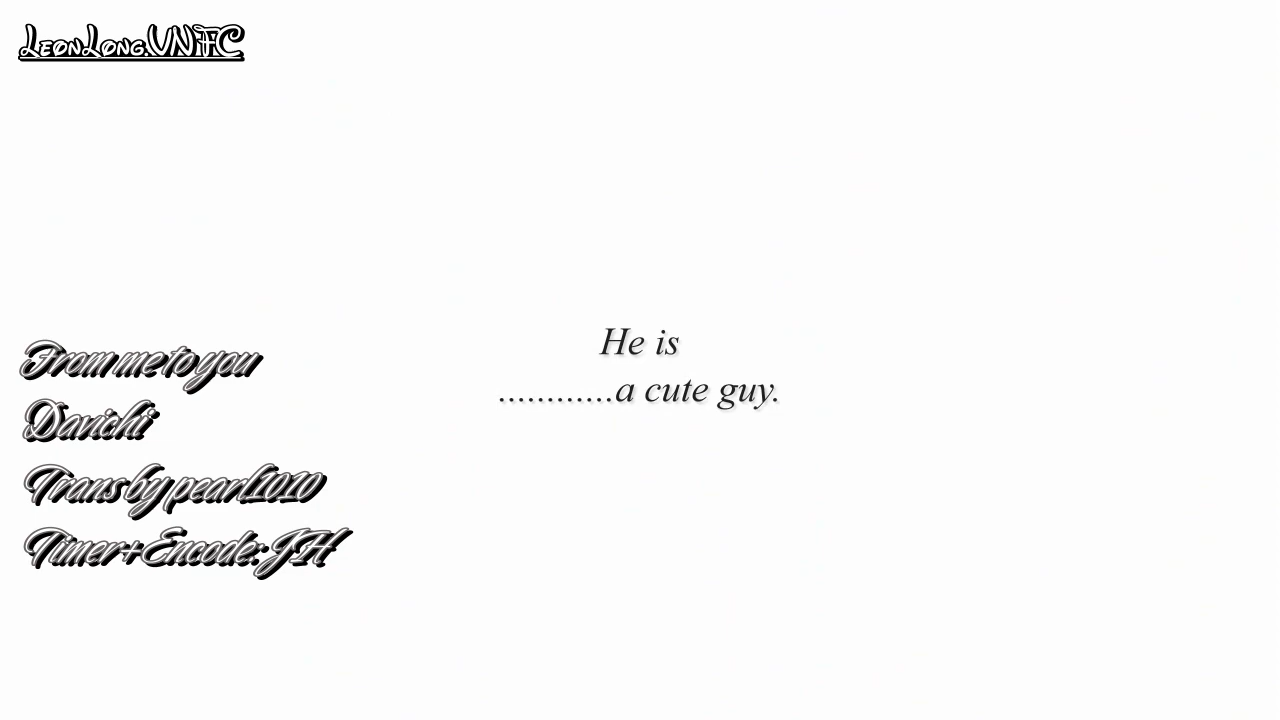 LeonLong.VNFC
He is
............a cute guy.
From me to you
Davichi
Trans by pearl1010
Timer+Encode: JH